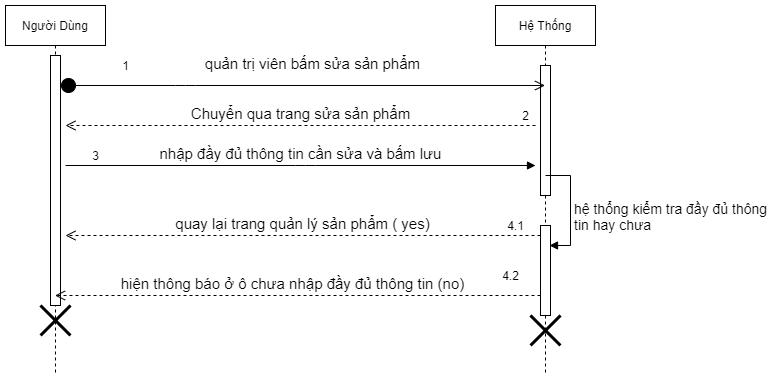 Người Dùng
Hệ Thống
1 quản trị viên bấm sửa sản phẩm
Chuyển qua trang sửa sản phẩm 2
3 nhập đầy đủ thông tin cần sửa và bấm lưu
hệ thống kiểm tra đầy đủ thông
tin hay chưa
quay lại trang quản lý sản phẩm ( yes) 4.1
hiện thông báo ở ô chưa nhập đầy đủ thông tin (no) 4.2